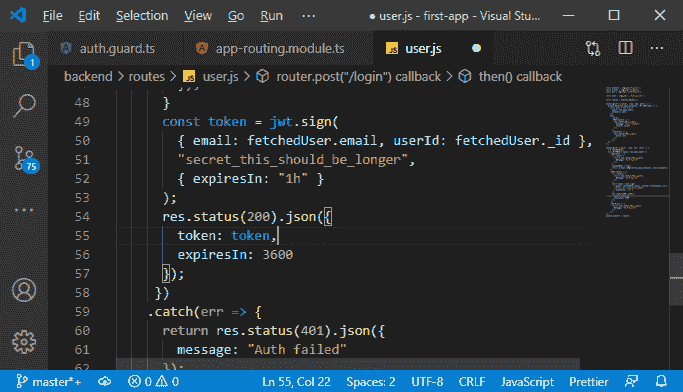 File Edit Selection View Go Run ··· ● user.js - first-app - Visual Stu...
auth.guard.ts app-routing.module.ts JS user.js ●
backend > routes > JS user.js > router.post("/login") callback > then() callback
1
75
48 }
49 const token = jwt.sign(
50 { email: fetchedUser.email, userId: fetchedUser._id },
51 "secret_this_should_be_longer",
52 { expiresIn: "1h" }
53 );
54 res.status(200).json({
55 token: token,
56 expiresIn: 3600
57 });
58 })
59 .catch(err => {
60 return res.status(401).json({
61 message: "Auth failed"
62 });
master*+ 0 0 Ln 55, Col 22 Spaces: 2 UTF-8 CRLF JavaScript Prettier